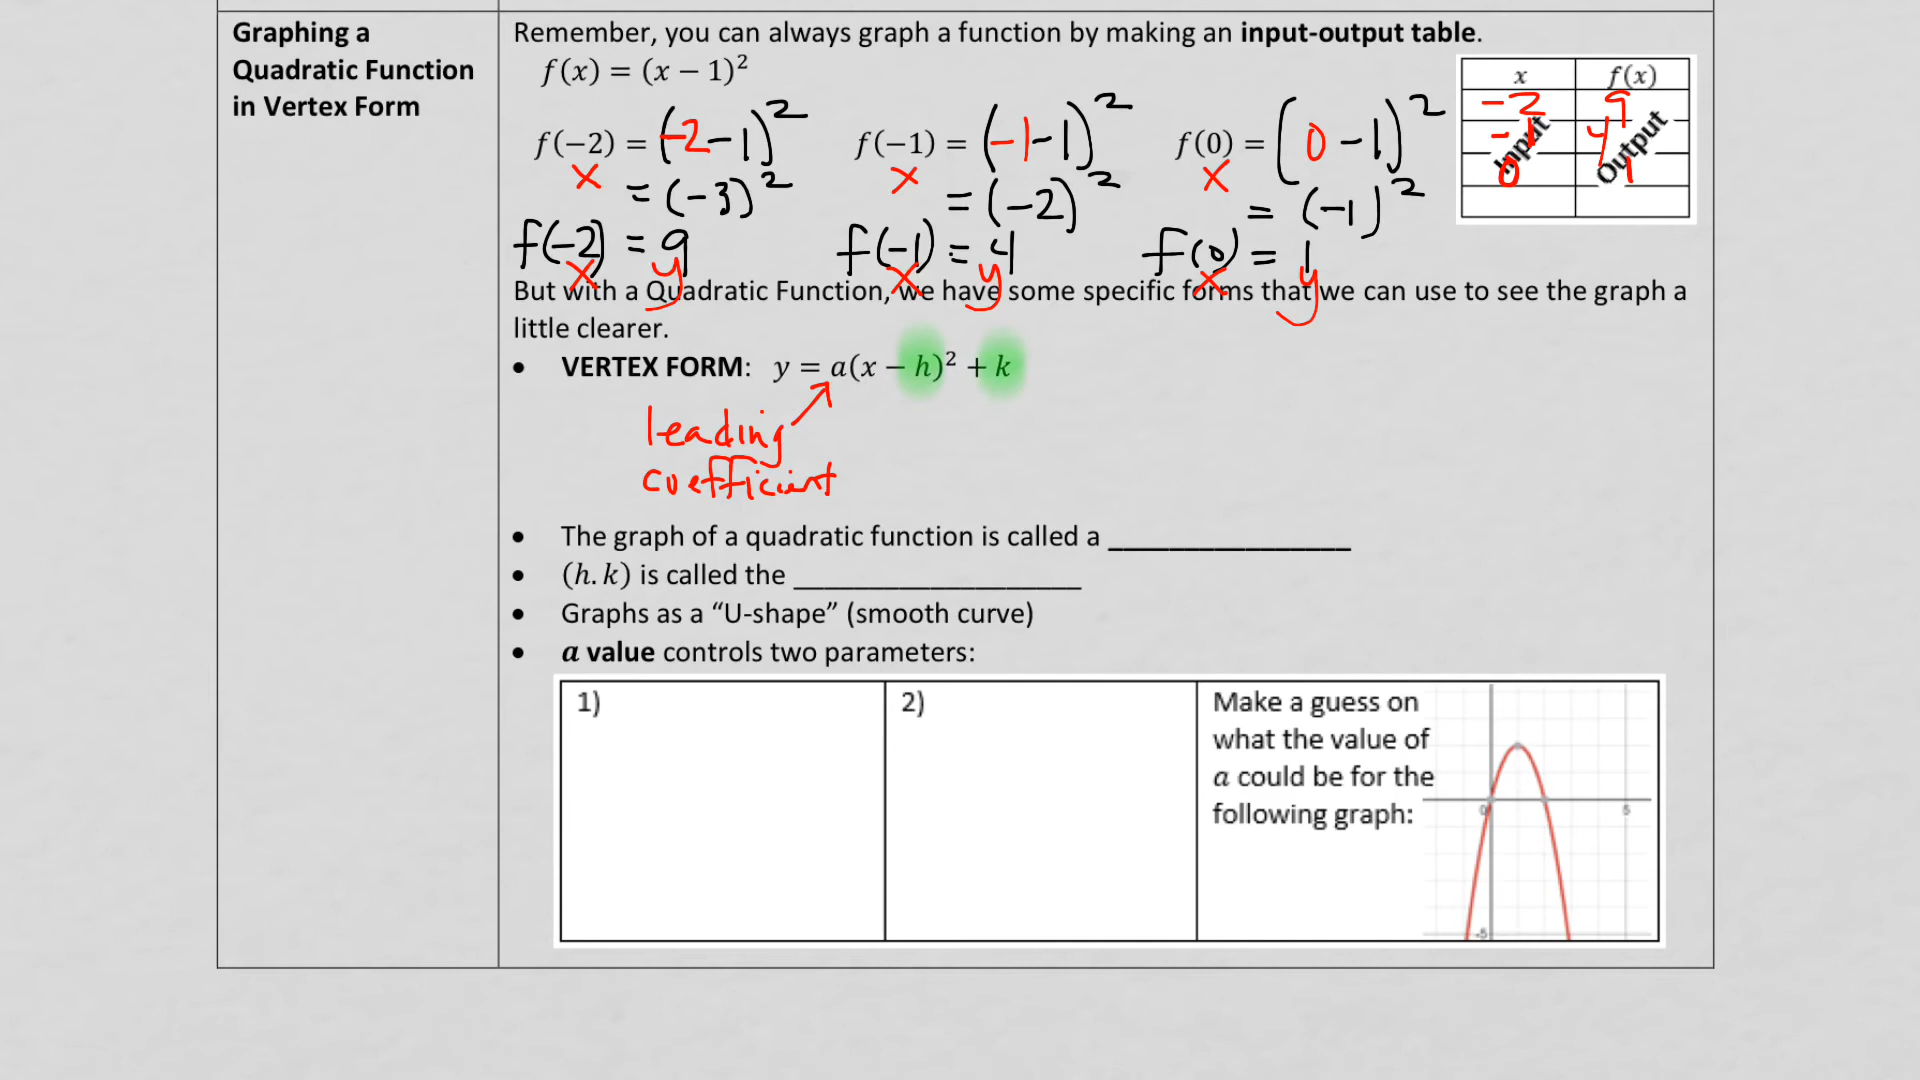 Graphing a
Quadratic Function
in Vertex Form
Remember, you can always graph a function by making an input-output table.
f(x) = (x − 1)²
f(−2) = (-2-1)²
x
= (-3)²
f(-2) = 9
x y
f(−1) = (-1-1)²
x
= (-2)²
f(-1) = 4
x y
f(0) = (0-1)²
x
= (-1)²
f(0) = 1
x y
x f(x)
-2 9
-1 4
0 1
Input Output
But with a Quadratic Function, we have some specific forms that we can use to see the graph a
little clearer.
• VERTEX FORM: y = a(x − h)² + k
leading
coefficient
• The graph of a quadratic function is called a ________________
• (h. k) is called the ___________________
• Graphs as a “U-shape” (smooth curve)
• a value controls two parameters:
1)
2)
Make a guess on
what the value of
a could be for the
following graph:
0 5
-5